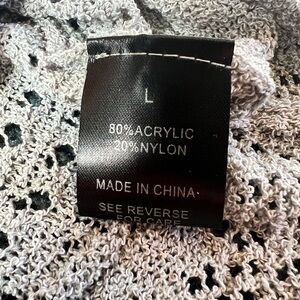 L
80%ACRYLIC
20%NYLON
MADE IN CHINA
SEE REVERSE
FOR CARE